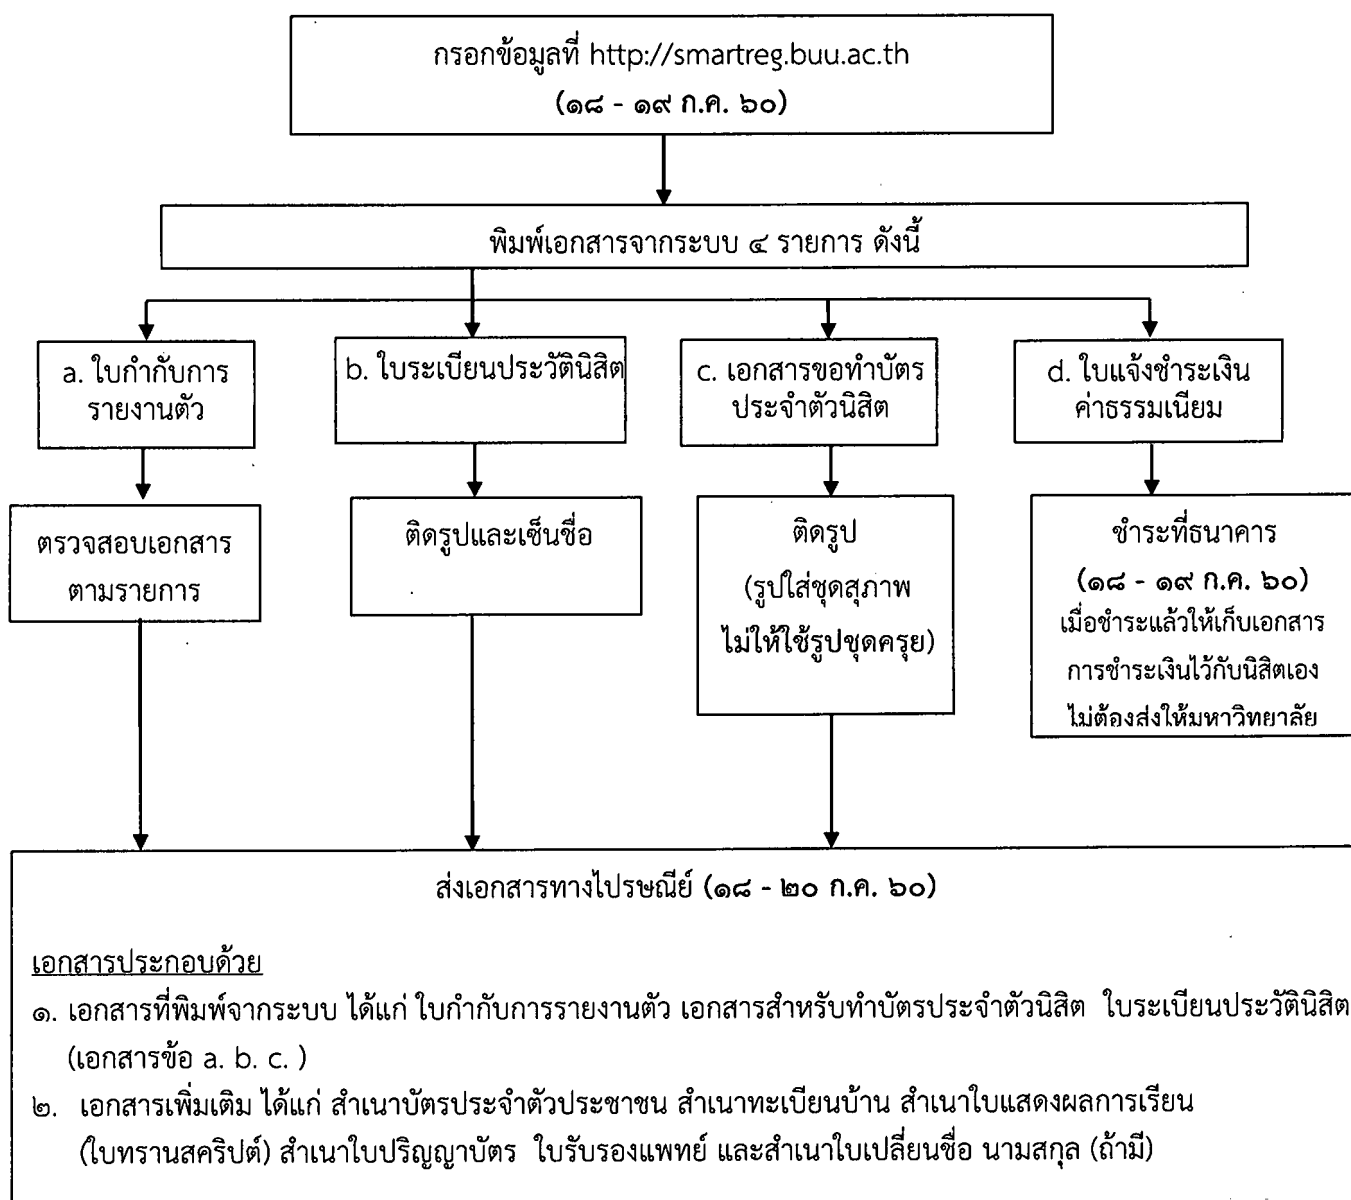 กรอกข้อมูลที่ http://smartreg.buu.ac.th
(๑๘ - ๑๙ ก.ค. ๖๐)
พิมพ์เอกสารจากระบบ ๔ รายการ ดังนี้
a. ใบกำกับการ
รายงานตัว
b. ใบระเบียนประวัตินิสิต
c. เอกสารขอทำบัตร
ประจำตัวนิสิต
d. ใบแจ้งชำระเงิน
ค่าธรรมเนียม
ตรวจสอบเอกสาร
ตามรายการ
ติดรูปและเซ็นชื่อ
ติดรูป
(รูปใส่ชุดสุภาพ
ไม่ให้ใช้รูปชุดครุย)
ชำระที่ธนาคาร
(๑๘ - ๑๙ ก.ค. ๖๐)
เมื่อชำระแล้วให้เก็บเอกสาร
การชำระเงินไว้กับนิสิตเอง
ไม่ต้องส่งให้มหาวิทยาลัย
ส่งเอกสารทางไปรษณีย์ (๑๘ - ๒๐ ก.ค. ๖๐)
เอกสารประกอบด้วย
๑. เอกสารที่พิมพ์จากระบบ ได้แก่ ใบกำกับการรายงานตัว เอกสารสำหรับทำบัตรประจำตัวนิสิต ใบระเบียนประวัตินิสิต
(เอกสารข้อ a. b. c. )
๒. เอกสารเพิ่มเติม ได้แก่ สำเนาบัตรประจำตัวประชาชน สำเนาทะเบียนบ้าน สำเนาใบแสดงผลการเรียน
(ใบทรานสคริปต์) สำเนาใบปริญญาบัตร ใบรับรองแพทย์ และสำเนาใบเปลี่ยนชื่อ นามสกุล (ถ้ามี)